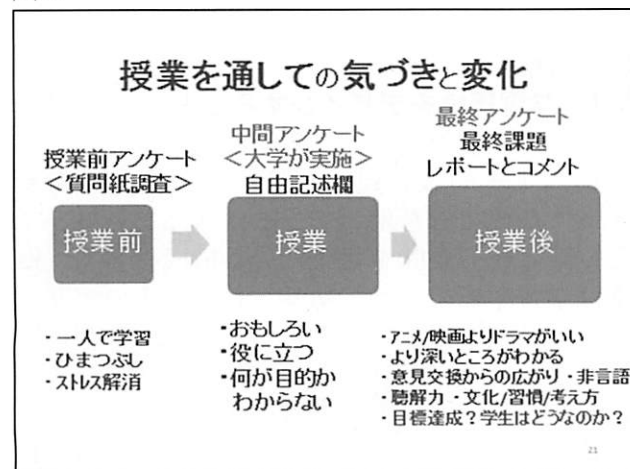 授業を通しての気づきと変化
授業前アンケート
<質問紙調査>
授業前
・一人で学習
・ひまつぶし
・ストレス解消
中間アンケート
<大学が実施>
自由記述欄
授業
・おもしろい
・役に立つ
・何が目的か
わからない
最終アンケート
最終課題
レポートとコメント
授業後
・アニメ/映画よりドラマがいい
・より深いところがわかる
・意見交換からの広がり・非言語
・聴解力・文化/習慣/考え方
・目標達成?学生はどうなのか?
21